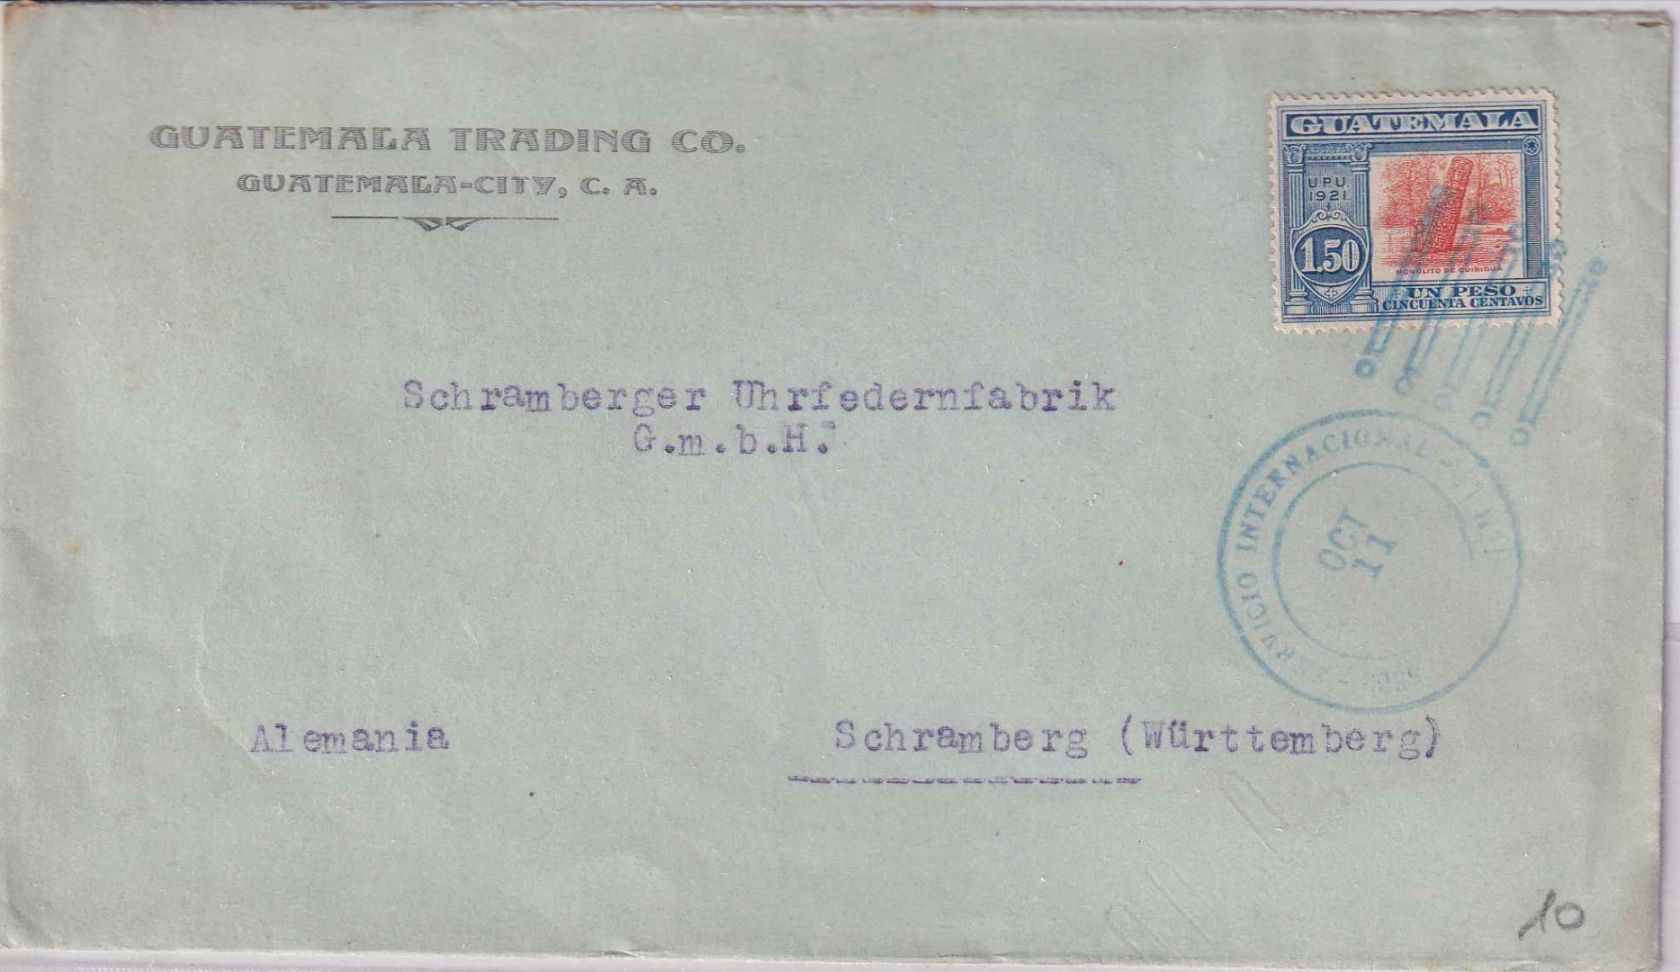 GUATEMALA TRADING CO.
GUATEMALA-CITY, C. A.
GUATEMALA
UPU
1921
1.50
MONOLITO DE QUIRIGUA
UN PESO
CINCUENTA CENTAVOS
Schramberger Uhrfedernfabrik
G.m.b.H.
SERVICIO INTERNACIONAL
OCT
11
Alemania
Schramberg (Württemberg)
10